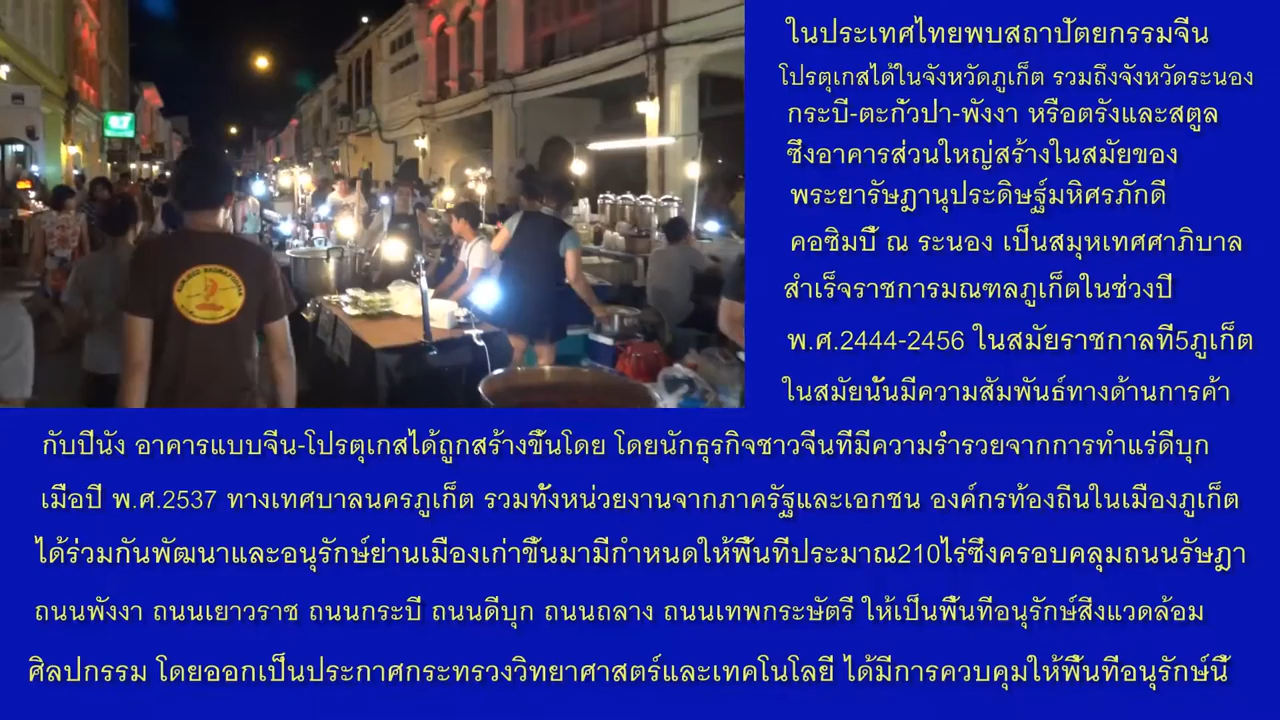 ในประเทศไทยพบสถาปัตยกรรมจีน
โปรตุเกสได้ในจังหวัดภูเก็ต รวมถึงจังหวัดระนอง
กระบี่-ตะกั่วป่า-พังงา หรือตรังและสตูล
ซึ่งอาคารส่วนใหญ่สร้างในสมัยของ
พระยารัษฎานุประดิษฐ์มหิศรภักดี
คอซิมบี้ ณ ระนอง เป็นสมุหเทศศาภิบาล
สำเร็จราชการมณฑลภูเก็ตในช่วงปี
พ.ศ.2444-2456 ในสมัยราชกาลที่5ภูเก็ต
ในสมัยนั้นมีความสัมพันธ์ทางด้านการค้า
กับปีนัง อาคารแบบจีน-โปรตุเกสได้ถูกสร้างขึ้นโดย โดยนักธุรกิจชาวจีนที่มีความร่ำรวยจากการทำแร่ดีบุก
เมื่อปี พ.ศ.2537 ทางเทศบาลนครภูเก็ต รวมทั้งหน่วยงานจากภาครัฐและเอกชน องค์กรท้องถิ่นในเมืองภูเก็ต
ได้ร่วมกันพัฒนาและอนุรักษ์ย่านเมืองเก่าขึ้นมามีกำหนดให้พื้นที่ประมาณ210ไร่ซึ่งครอบคลุมถนนรัษฎา
ถนนพังงา ถนนเยาวราช ถนนกระบี่ ถนนดีบุก ถนนถลาง ถนนเทพกระษัตรี ให้เป็นพื้นที่อนุรักษ์สิ่งแวดล้อม
ศิลปกรรม โดยออกเป็นประกาศกระทรวงวิทยาศาสตร์และเทคโนโลยี ได้มีการควบคุมให้พื้นที่อนุรักษ์นี้